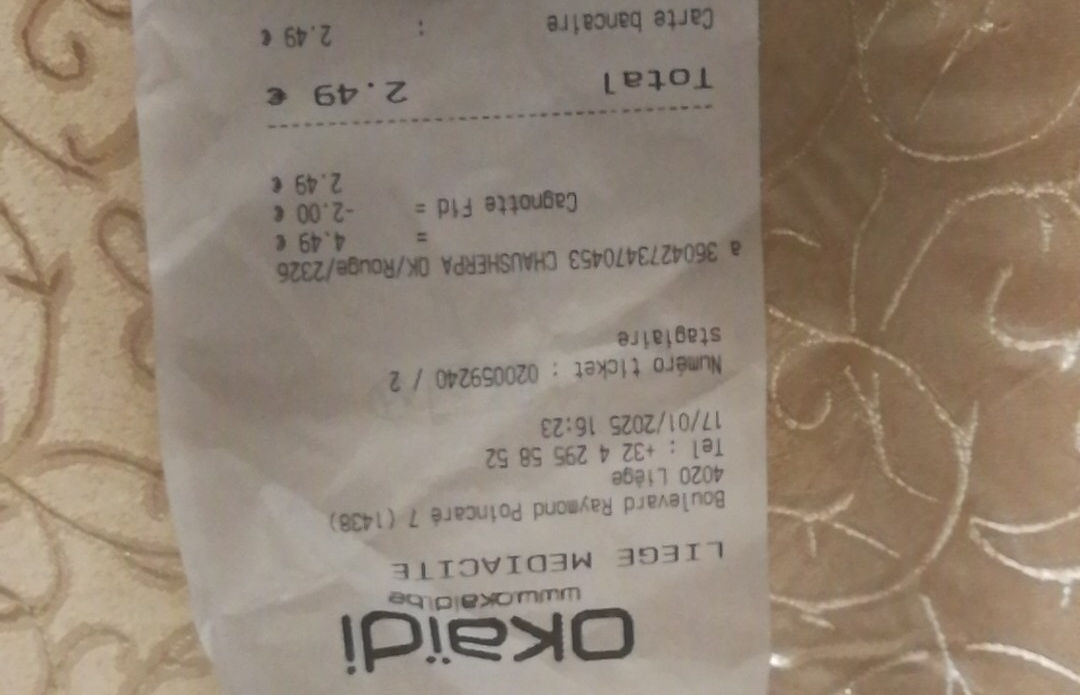 Okaïdi
www.okaidi.be
LIEGE MEDIACITE
Boulevard Raymond Poincaré 7 (1438)
4020 Liège
Tel : +32 4 295 58 52
17/01/2025 16:23
Numéro ticket : 020059240 / 2
stagiaire
a 3604273470453 CHAUSHERPA OK/Rouge/2326
= 4.49 €
Cagnotte Fid = -2.00 €
2.49 €
Total 2.49 €
Carte bancaire : 2.49 €